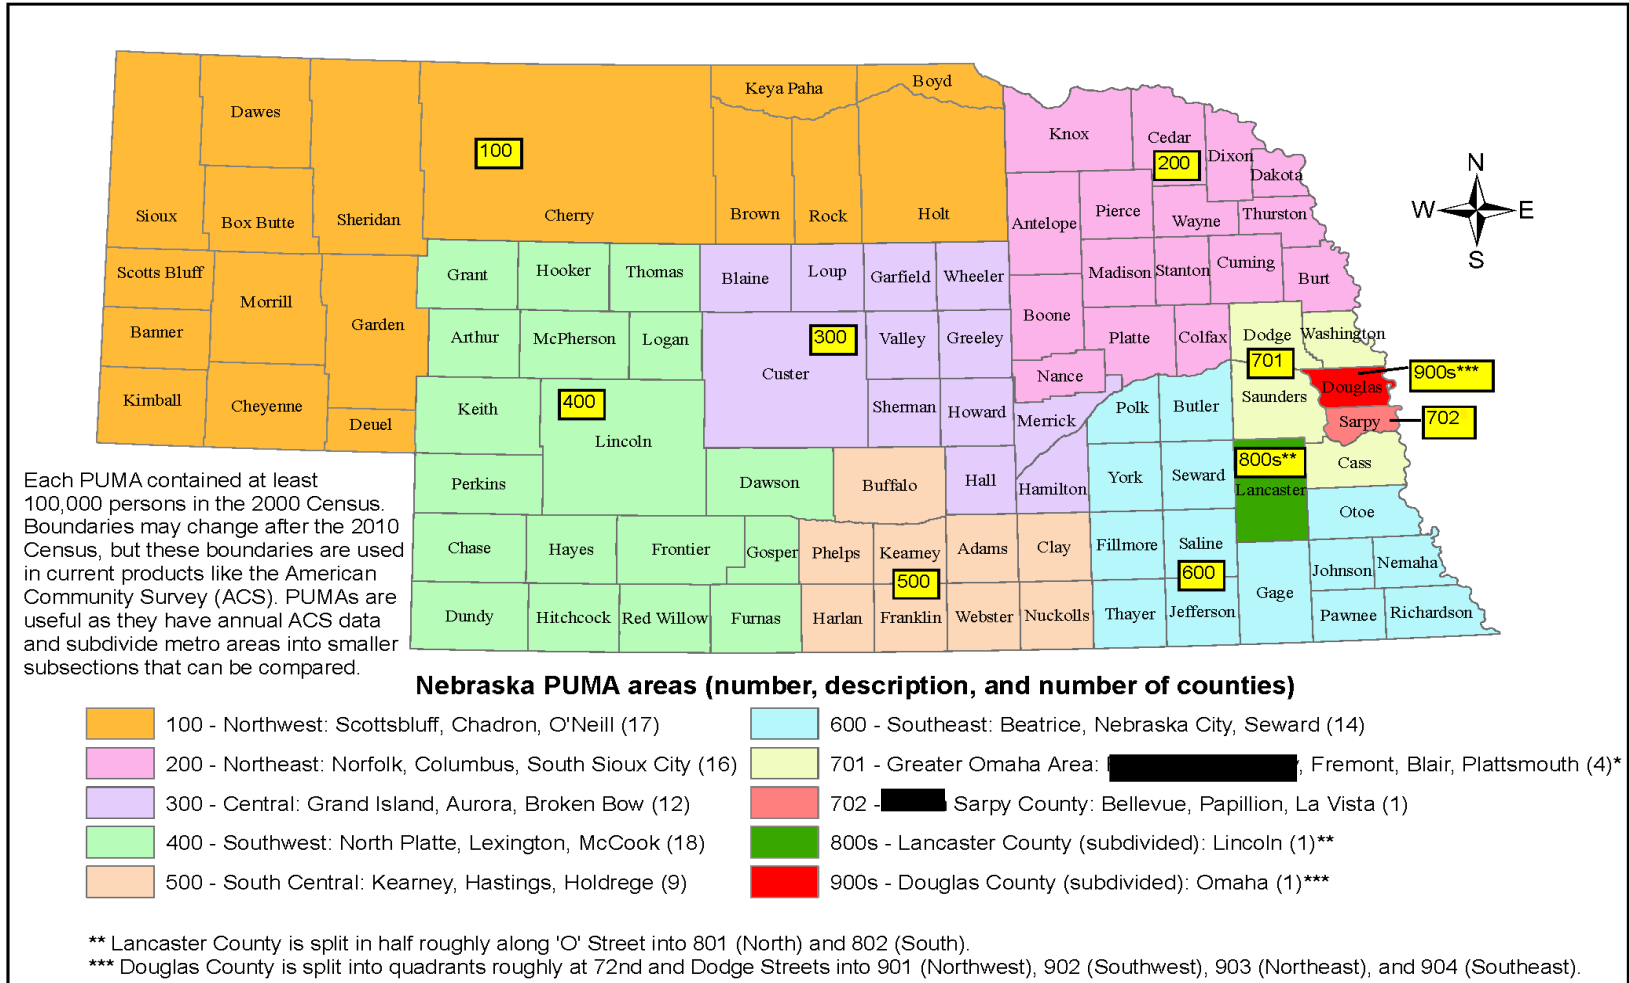 Keya Paha
Boyd
Dawes
Knox
Cedar
100
200
Dixon
Dakota
N
W
E
S
Sioux
Box Butte
Sheridan
Cherry
Brown
Rock
Holt
Antelope
Pierce
Wayne
Thurston
Scotts Bluff
Morrill
Grant
Hooker
Thomas
Blaine
Loup
Garfield
Wheeler
Madison
Stanton
Cuming
Burt
Banner
Garden
Arthur
McPherson
Logan
300
Valley
Greeley
Boone
Platte
Colfax
Dodge
Washington
701
Kimball
Cheyenne
Deuel
Keith
400
Lincoln
Custer
Sherman
Howard
Nance
Merrick
Polk
Butler
Saunders
Douglas
900s***
Sarpy
702
Perkins
Dawson
Buffalo
Hall
Hamilton
York
Seward
800s**
Lancaster
Cass
Otoe
Chase
Hayes
Frontier
Gosper
Phelps
Kearney
500
Adams
Clay
Fillmore
Saline
600
Johnson
Nemaha
Dundy
Hitchcock
Red Willow
Furnas
Harlan
Franklin
Webster
Nuckolls
Thayer
Jefferson
Gage
Pawnee
Richardson
Each PUMA contained at least
100,000 persons in the 2000 Census.
Boundaries may change after the 2010
Census, but these boundaries are used
in current products like the American
Community Survey (ACS). PUMAs are
useful as they have annual ACS data
and subdivide metro areas into smaller
subsections that can be compared.
Nebraska PUMA areas (number, description, and number of counties)
100 - Northwest: Scottsbluff, Chadron, O'Neill (17)
200 - Northeast: Norfolk, Columbus, South Sioux City (16)
300 - Central: Grand Island, Aurora, Broken Bow (12)
400 - Southwest: North Platte, Lexington, McCook (18)
500 - South Central: Kearney, Hastings, Holdrege (9)
600 - Southeast: Beatrice, Nebraska City, Seward (14)
701 - Greater Omaha Area: , Fremont, Blair, Plattsmouth (4)*
702 - Sarpy County: Bellevue, Papillion, La Vista (1)
800s - Lancaster County (subdivided): Lincoln (1)**
900s - Douglas County (subdivided): Omaha (1)***
** Lancaster County is split in half roughly along 'O' Street into 801 (North) and 802 (South).
*** Douglas County is split into quadrants roughly at 72nd and Dodge Streets into 901 (Northwest), 902 (Southwest), 903 (Northeast), and 904 (Southeast).